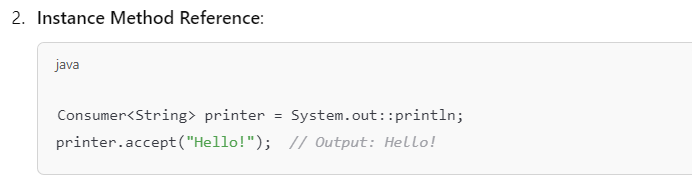 2. Instance Method Reference:
java
Consumer<String> printer = System.out::println;
printer.accept("Hello!");  // Output: Hello!